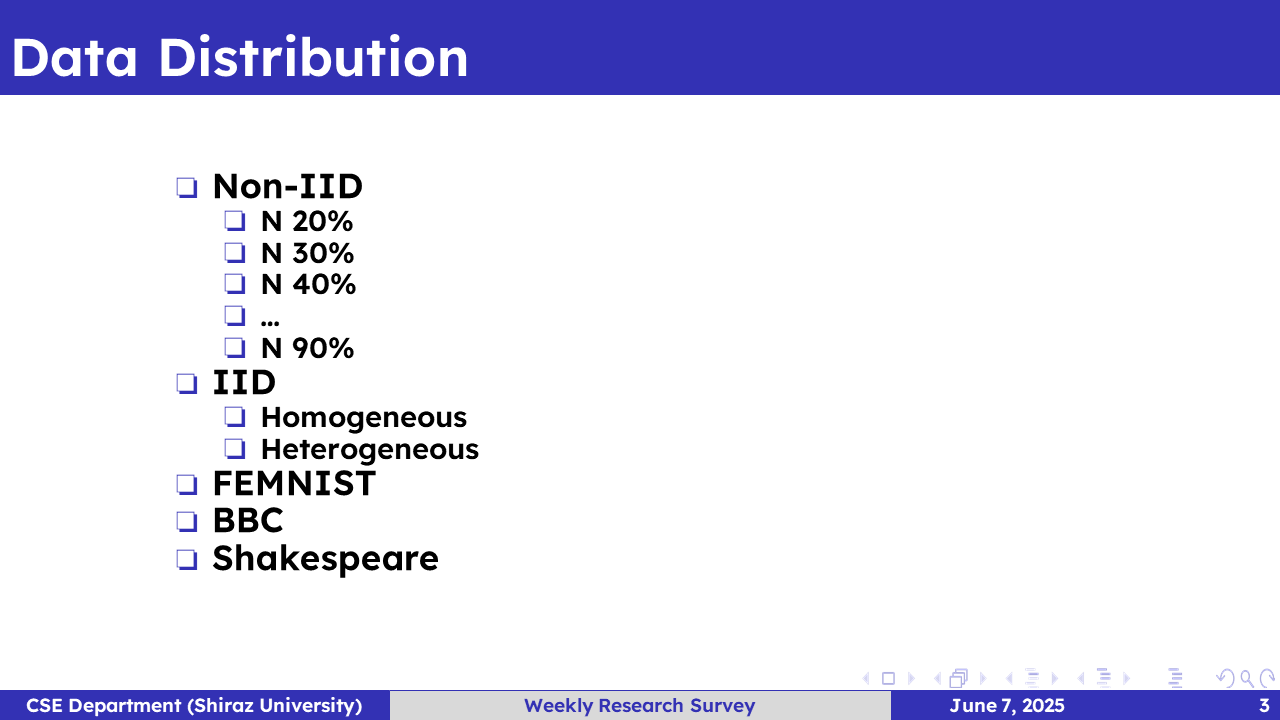 Data Distribution
Non-IID
N 20%
N 30%
N 40%
...
N 90%
IID
Homogeneous
Heterogeneous
FEMNIST
BBC
Shakespeare
CSE Department (Shiraz University) Weekly Research Survey June 7, 2025 3